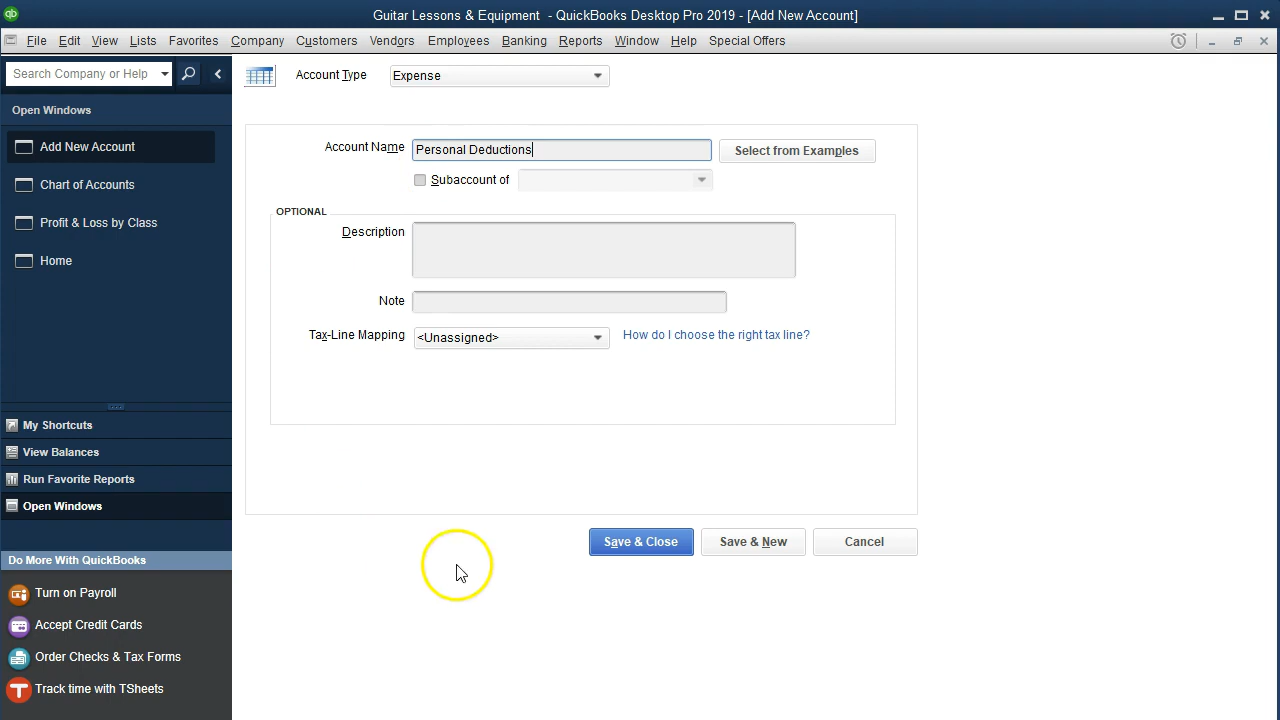 Guitar Lessons & Equipment - QuickBooks Desktop Pro 2019 - [Add New Account]
File Edit View Lists Favorites Company Customers Vendors Employees Banking Reports Window Help Special Offers
Search Company or Help
Open Windows
Add New Account
Chart of Accounts
Profit & Loss by Class
Home
My Shortcuts
View Balances
Run Favorite Reports
Open Windows
Do More With QuickBooks
Turn on Payroll
Accept Credit Cards
Order Checks & Tax Forms
Track time with TSheets
Account Type Expense
Account Name Personal Deductions Select from Examples
Subaccount of
OPTIONAL
Description
Note
Tax-Line Mapping <Unassigned> How do I choose the right tax line?
Save & Close Save & New Cancel